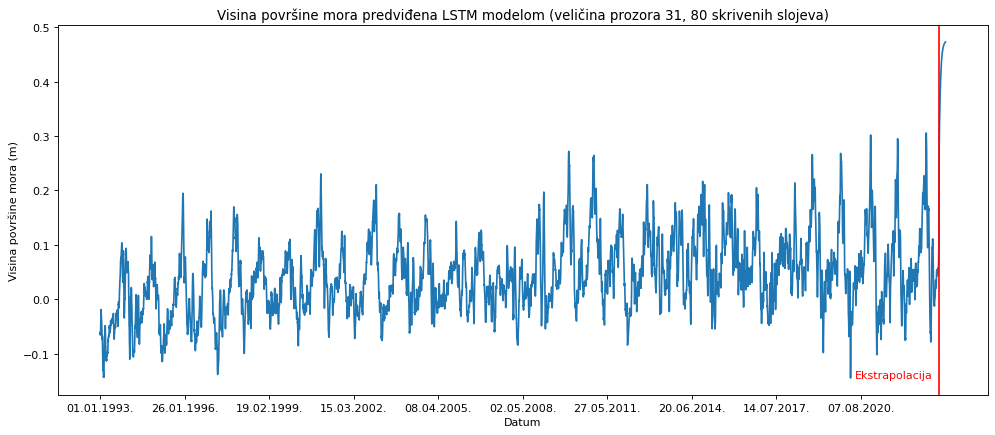 Visina površine mora predviđena LSTM modelom (veličina prozora 31, 80 skrivenih slojeva)
Visina površine mora (m)
0.5
0.4
0.3
0.2
0.1
0.0
−0.1
Ekstrapolacija
01.01.1993. 26.01.1996. 19.02.1999. 15.03.2002. 08.04.2005. 02.05.2008. 27.05.2011. 20.06.2014. 14.07.2017. 07.08.2020.
Datum